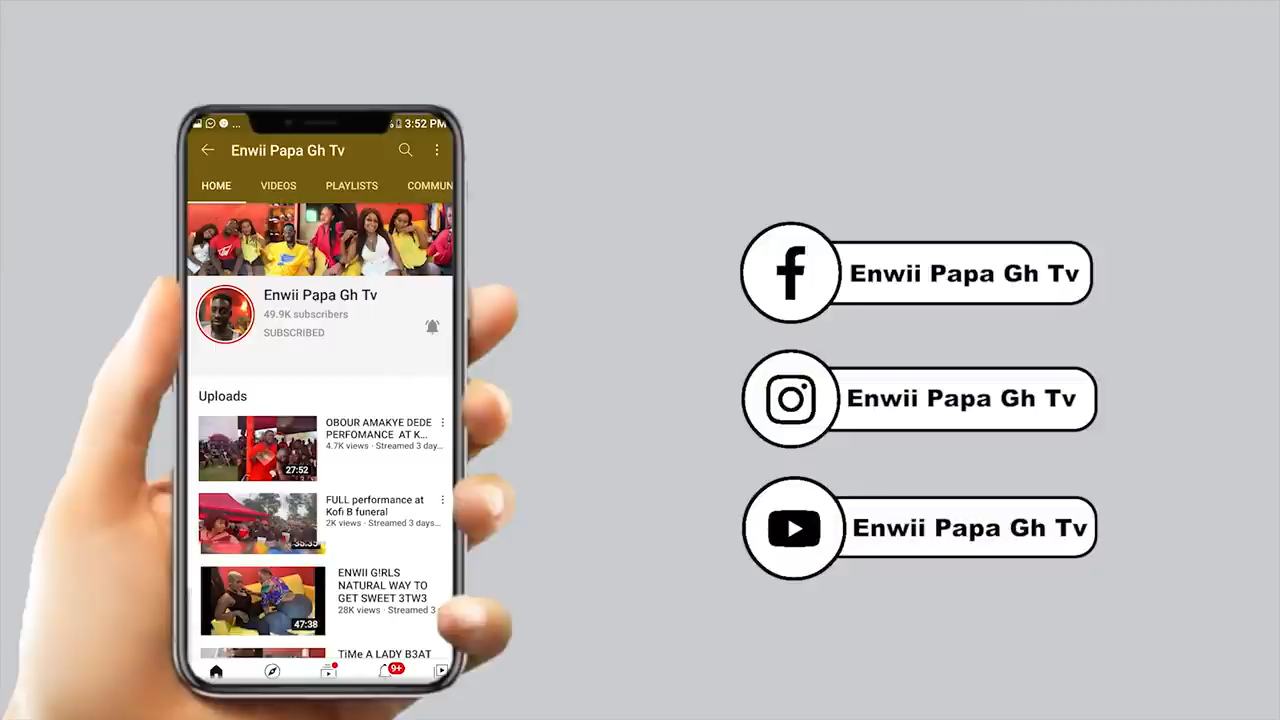 ... 3:52 PM
Enwii Papa Gh Tv
HOME VIDEOS PLAYLISTS COMMUN
Enwii Papa Gh Tv
49.9K subscribers
SUBSCRIBED
Uploads
OBOUR AMAKYE DEDE
PERFOMANCE AT K...
4.7K views · Streamed 3 day...
27:52
FULL performance at
Kofi B funeral
2K views · Streamed 3 days...
35:35
ENWII G!RLS
NATURAL WAY TO
GET SWEET 3TW3
28K views · Streamed 3
47:38
TiMe A LADY B3AT
9+
Enwii Papa Gh Tv
Enwii Papa Gh Tv
Enwii Papa Gh Tv